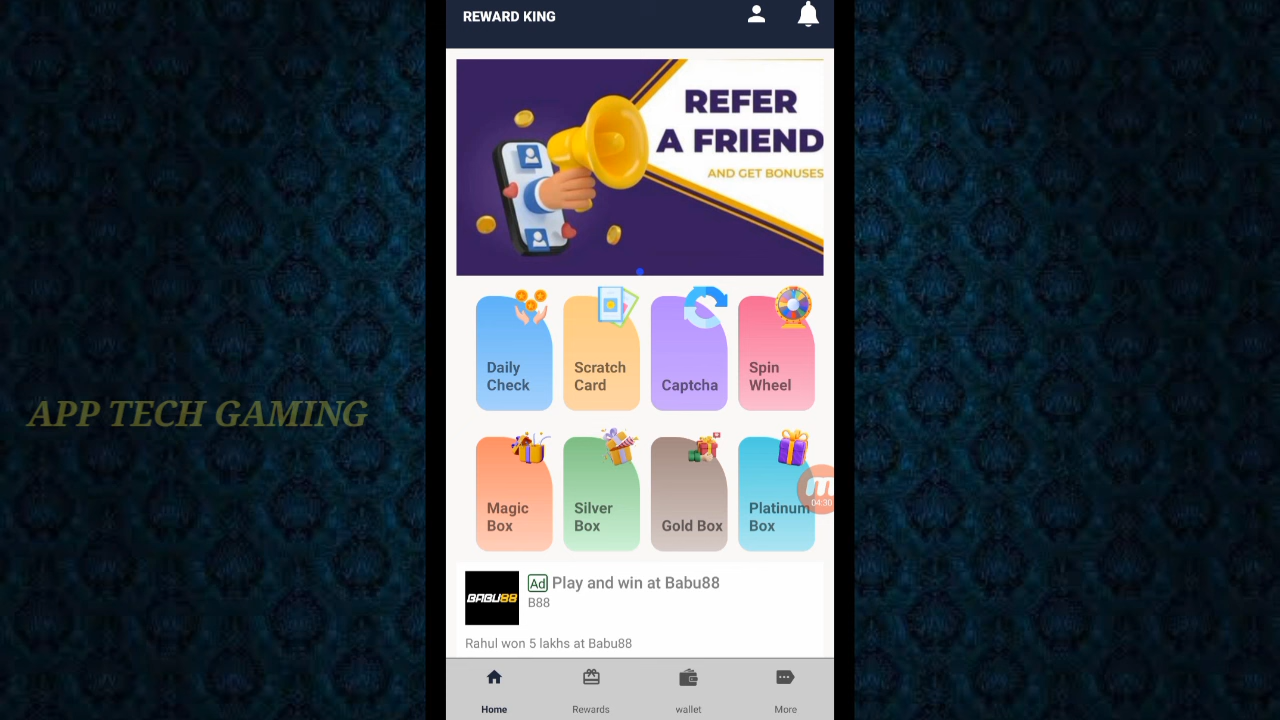 REWARD KING
REFER
A FRIEND
AND GET BONUSES
Daily
Check
Scratch
Card
Captcha
Spin
Wheel
APP TECH GAMING
Magic
Box
Silver
Box
Gold Box
Platinum
Box
04:30
BABU88
Ad Play and win at Babu88
B88
Rahul won 5 lakhs at Babu88
Home
Rewards
wallet
More